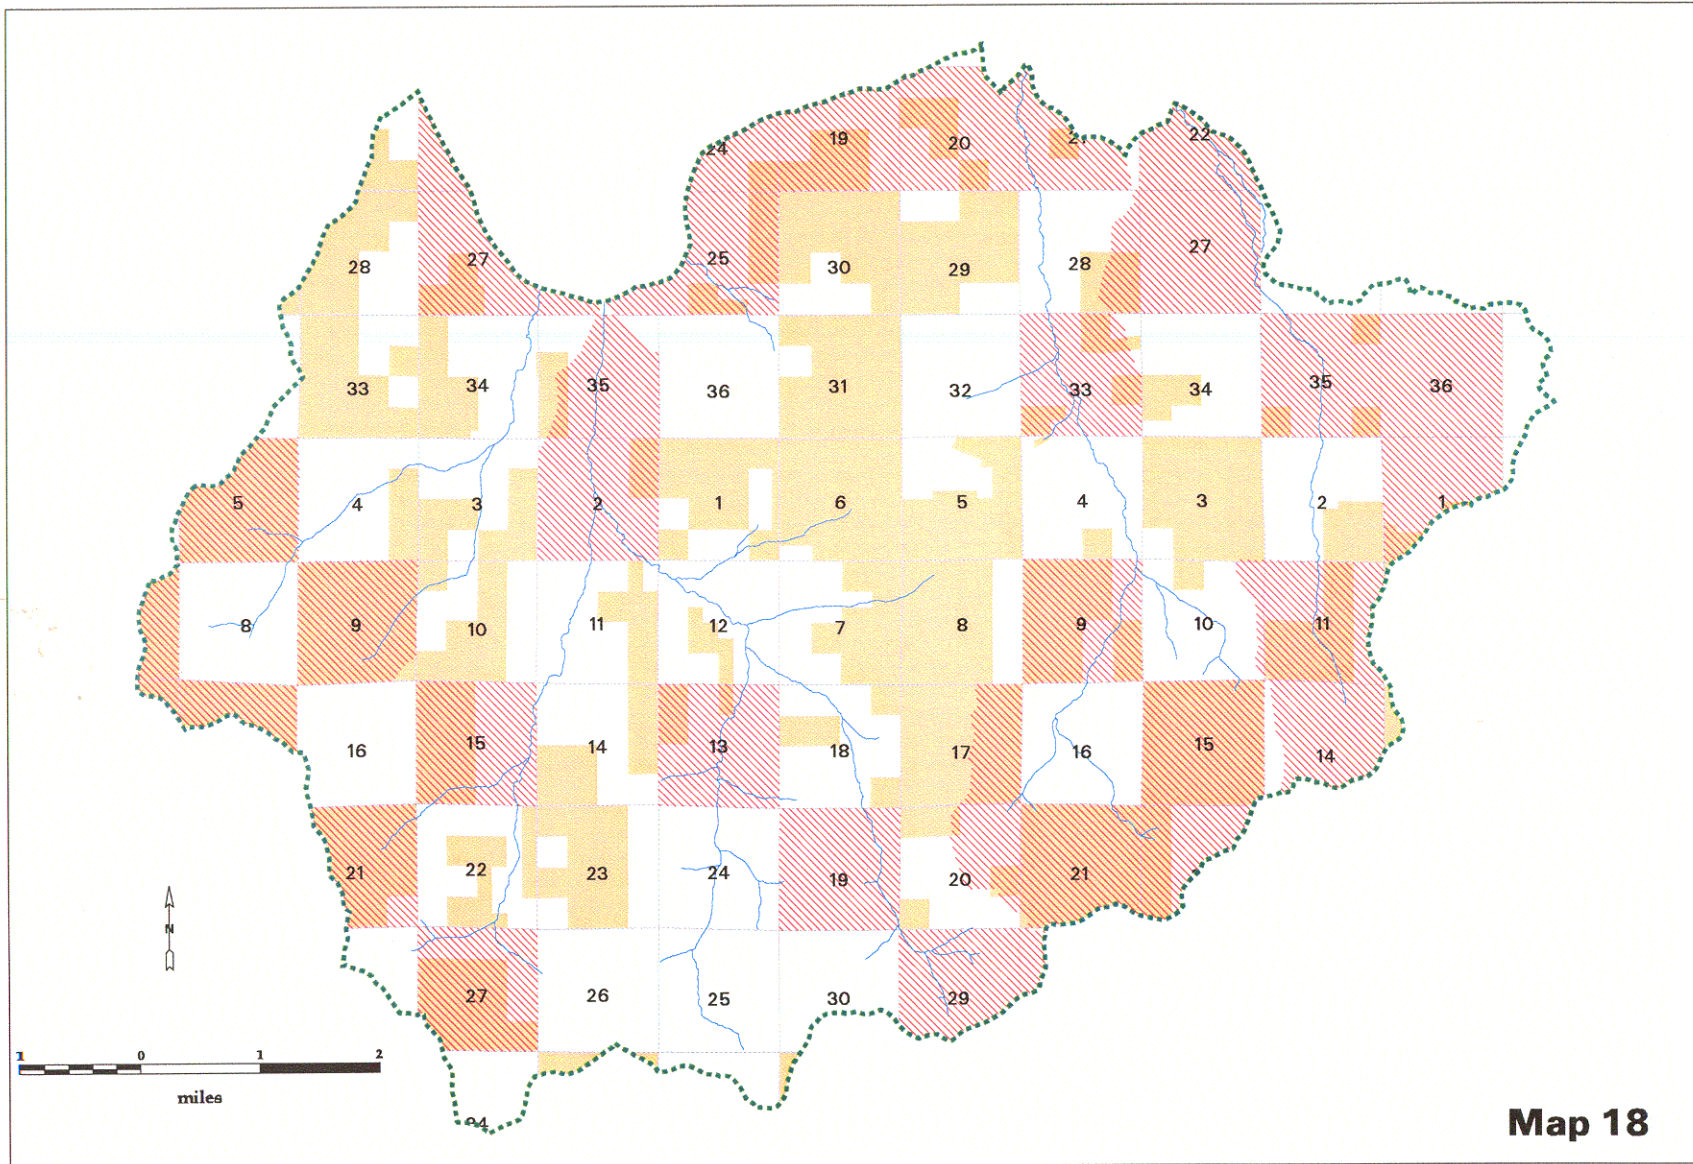 22
24 19 20 21
28 27 25 30 29 28 27
33 34 35 36 31 32 33 34 35 36
5 4 3 2 1 6 5 4 3 2 1
8 9 10 11 12 7 8 9 10 11
16 15 14 13 18 17 16 15 14
21 22 23 24 19 20 21
27 26 25 30 29
N
1 0 1 2
miles
Map 18